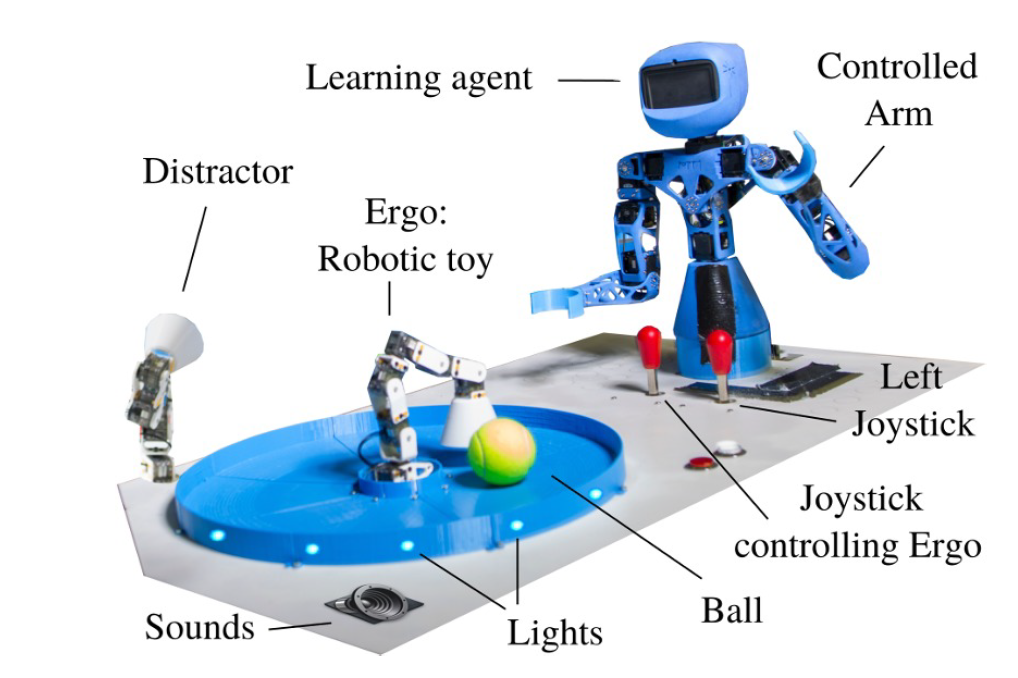 Learning agent
Controlled
Arm
Distractor
Ergo:
Robotic toy
Left
Joystick
Joystick
controlling Ergo
Ball
Lights
Sounds